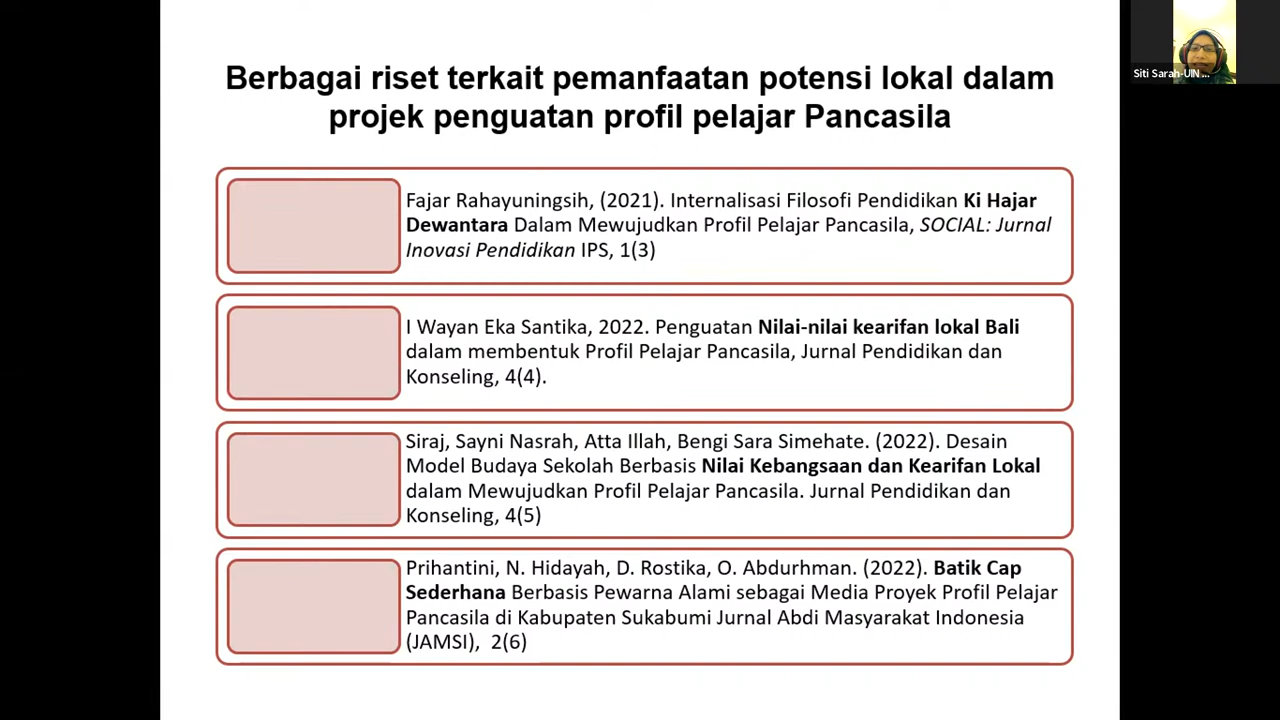 Berbagai riset terkait pemanfaatan potensi lokal dalam
projek penguatan profil pelajar Pancasila
Siti Sarah-UIN ...
Fajar Rahayuningsih, (2021). Internalisasi Filosofi Pendidikan Ki Hajar
Dewantara Dalam Mewujudkan Profil Pelajar Pancasila, SOCIAL: Jurnal
Inovasi Pendidikan IPS, 1(3)
I Wayan Eka Santika, 2022. Penguatan Nilai-nilai kearifan lokal Bali
dalam membentuk Profil Pelajar Pancasila, Jurnal Pendidikan dan
Konseling, 4(4).
Siraj, Sayni Nasrah, Atta Illah, Bengi Sara Simehate. (2022). Desain
Model Budaya Sekolah Berbasis Nilai Kebangsaan dan Kearifan Lokal
dalam Mewujudkan Profil Pelajar Pancasila. Jurnal Pendidikan dan
Konseling, 4(5)
Prihantini, N. Hidayah, D. Rostika, O. Abdurhman. (2022). Batik Cap
Sederhana Berbasis Pewarna Alami sebagai Media Proyek Profil Pelajar
Pancasila di Kabupaten Sukabumi Jurnal Abdi Masyarakat Indonesia
(JAMSI), 2(6)